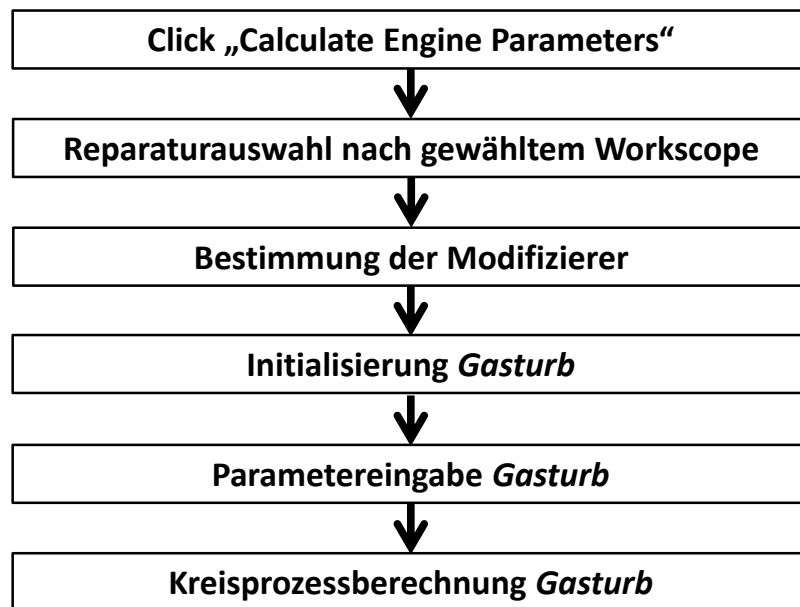 Click „Calculate Engine Parameters“
Reparaturauswahl nach gewähltem Workscope
Bestimmung der Modifizierer
Initialisierung Gasturb
Parametereingabe Gasturb
Kreisprozessberechnung Gasturb